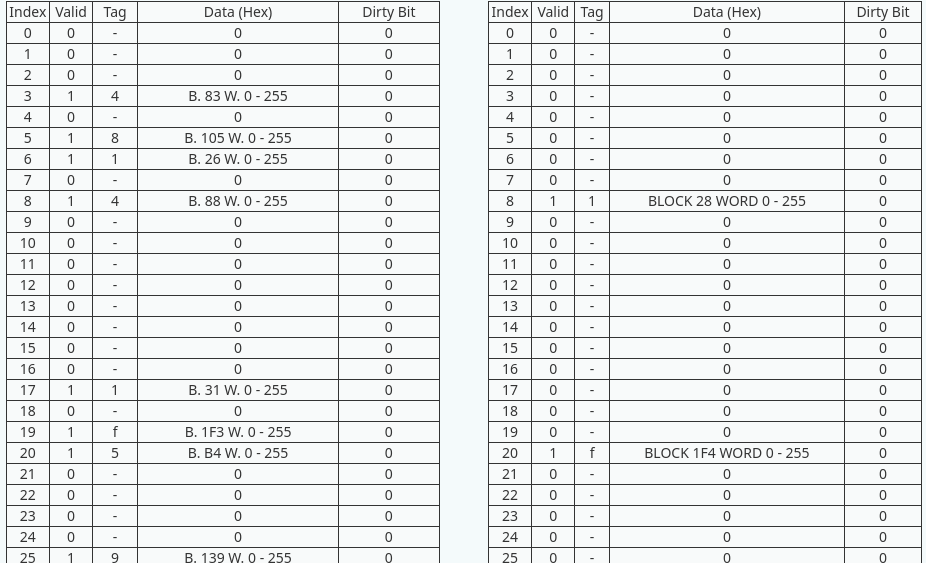 Index Valid Tag Data (Hex) Dirty Bit Index Valid Tag Data (Hex) Dirty Bit
0 0 - 0 0 0 0 - 0 0
1 0 - 0 0 1 0 - 0 0
2 0 - 0 0 2 0 - 0 0
3 1 4 B. 83 W. 0 - 255 0 3 0 - 0 0
4 0 - 0 0 4 0 - 0 0
5 1 8 B. 105 W. 0 - 255 0 5 0 - 0 0
6 1 1 B. 26 W. 0 - 255 0 6 0 - 0 0
7 0 - 0 0 7 0 - 0 0
8 1 4 B. 88 W. 0 - 255 0 8 1 1 BLOCK 28 WORD 0 - 255 0
9 0 - 0 0 9 0 - 0 0
10 0 - 0 0 10 0 - 0 0
11 0 - 0 0 11 0 - 0 0
12 0 - 0 0 12 0 - 0 0
13 0 - 0 0 13 0 - 0 0
14 0 - 0 0 14 0 - 0 0
15 0 - 0 0 15 0 - 0 0
16 0 - 0 0 16 0 - 0 0
17 1 1 B. 31 W. 0 - 255 0 17 0 - 0 0
18 0 - 0 0 18 0 - 0 0
19 1 f B. 1F3 W. 0 - 255 0 19 0 - 0 0
20 1 5 B. B4 W. 0 - 255 0 20 1 f BLOCK 1F4 WORD 0 - 255 0
21 0 - 0 0 21 0 - 0 0
22 0 - 0 0 22 0 - 0 0
23 0 - 0 0 23 0 - 0 0
24 0 - 0 0 24 0 - 0 0
25 1 9 B. 139 W. 0 - 255 0 25 0 - 0 0